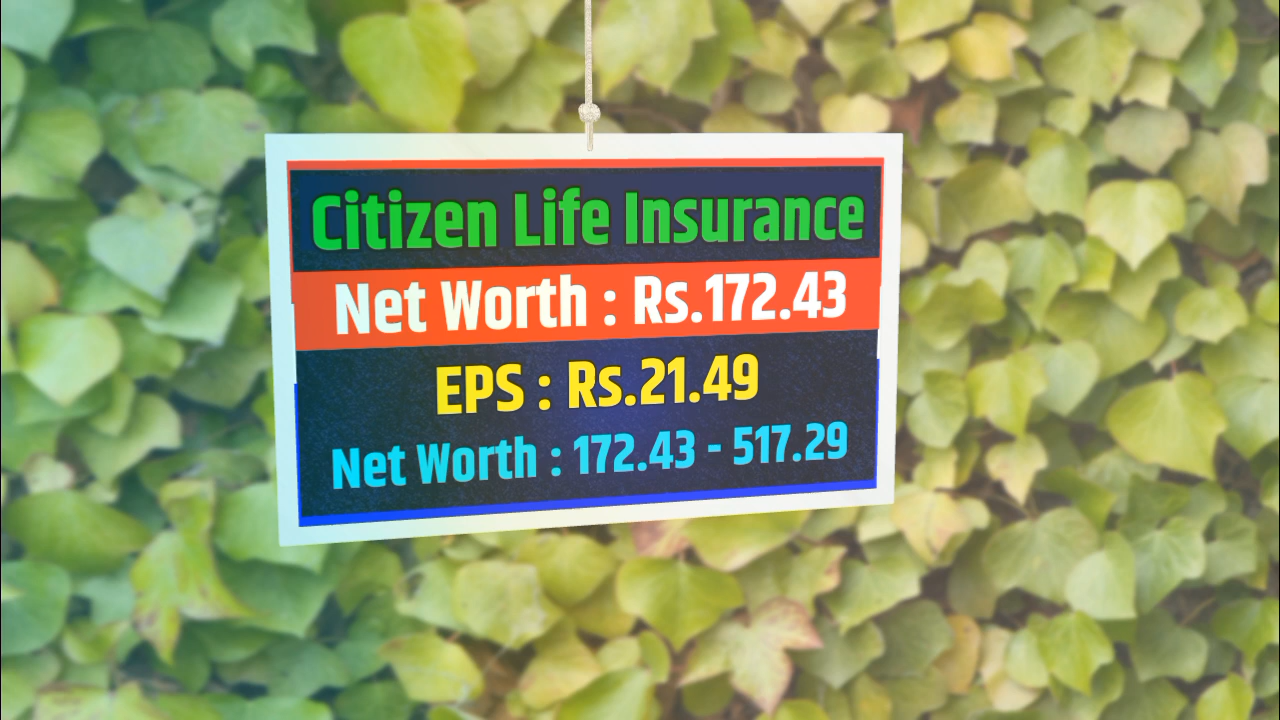 Citizen Life Insurance
Net Worth : Rs.172.43
EPS : Rs.21.49
Net Worth : 172.43 - 517.29